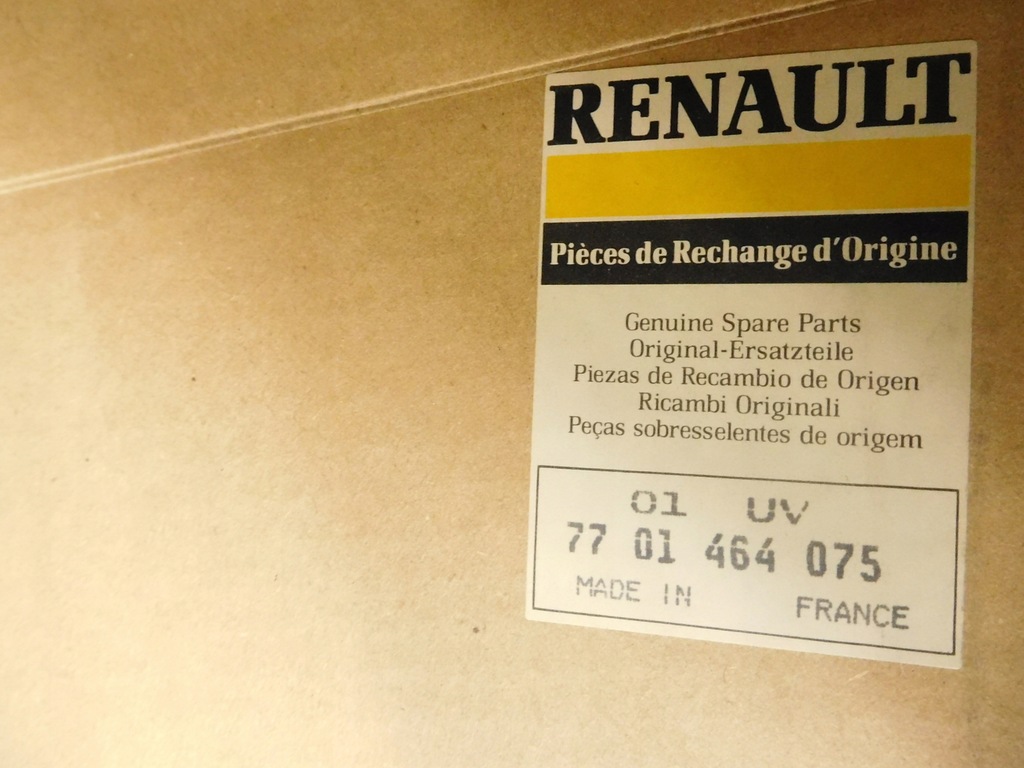 RENAULT
Pièces de Rechange d'Origine
Genuine Spare Parts
Original-Ersatzteile
Piezas de Recambio de Origen
Ricambi Originali
Peças sobresselentes de origem
01 UV
77 01 464 075
MADE IN FRANCE